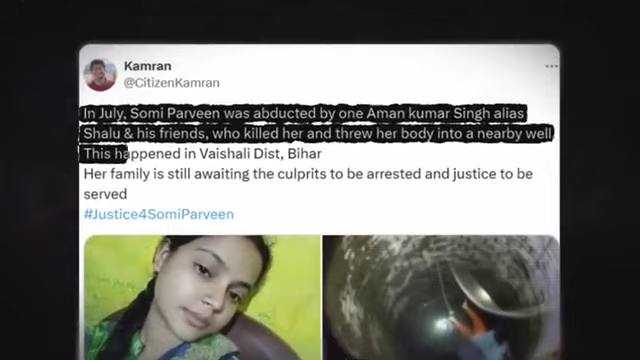 Kamran
@CitizenKamran
In July, Somi Parveen was abducted by one Aman kumar Singh alias
Shalu & his friends, who killed her and threw her body into a nearby well
This happened in Vaishali Dist, Bihar
Her family is still awaiting the culprits to be arrested and justice to be
served
#Justice4SomiParveen